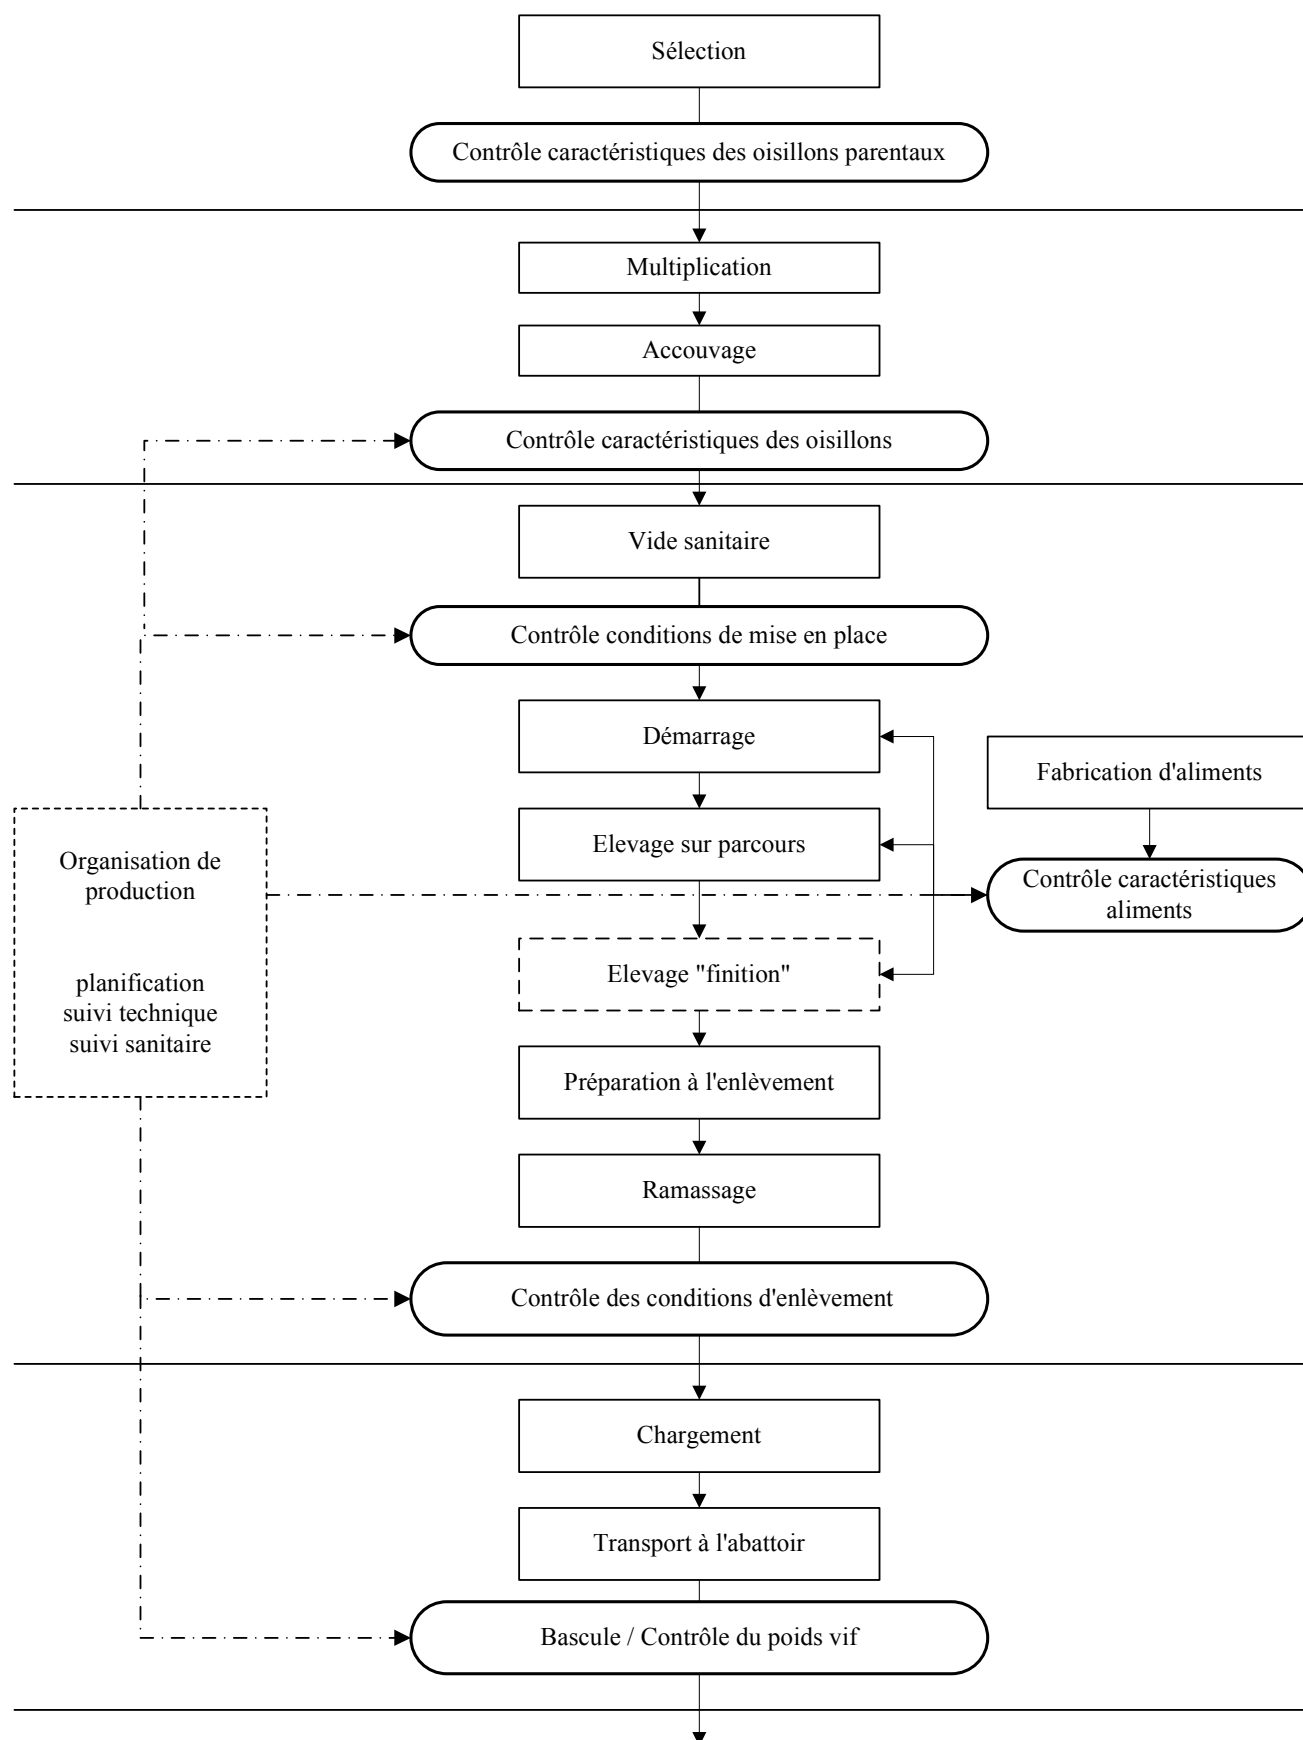 Sélection
Contrôle caractéristiques des oisillons parentaux
Multiplication
Accouvage
Contrôle caractéristiques des oisillons
Vide sanitaire
Contrôle conditions de mise en place
Démarrage
Fabrication d'aliments
Elevage sur parcours
Organisation de
production
Contrôle caractéristiques
aliments
Elevage "finition"
planification
suivi technique
suivi sanitaire
Préparation à l'enlèvement
Ramassage
Contrôle des conditions d'enlèvement
Chargement
Transport à l'abattoir
Bascule / Contrôle du poids vif